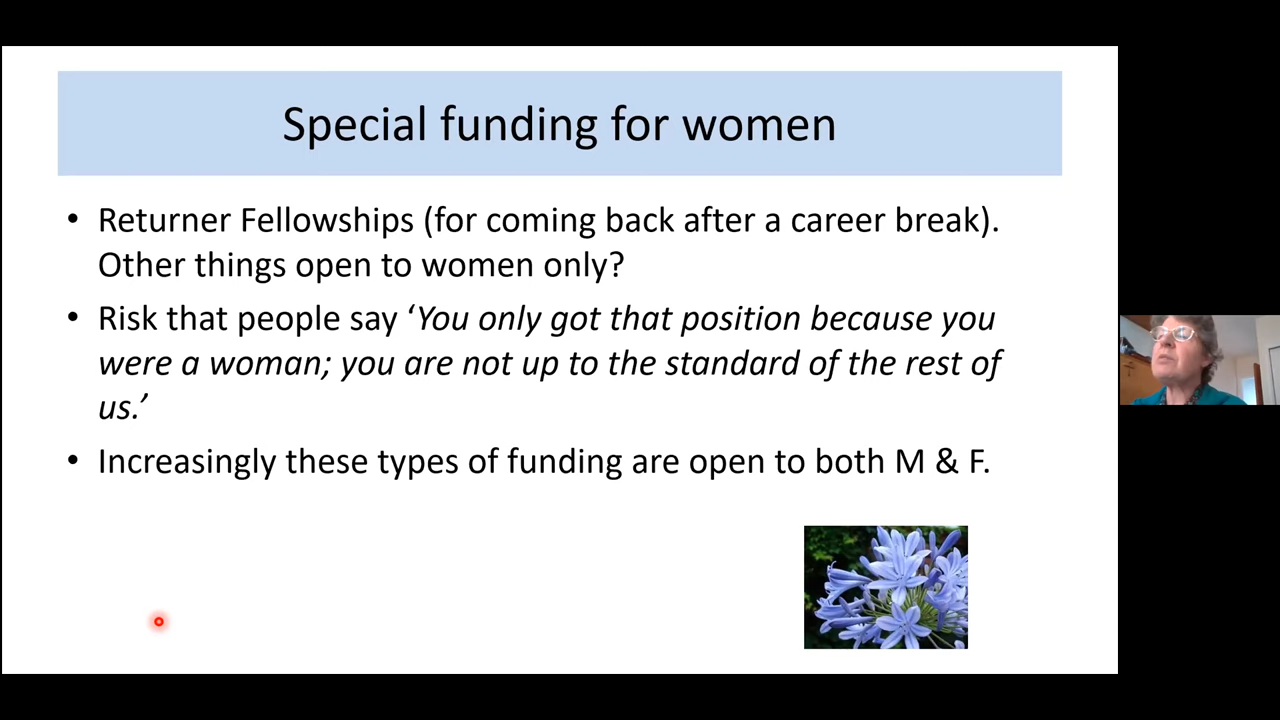 Special funding for women
• Returner Fellowships (for coming back after a career break).
Other things open to women only?
• Risk that people say ‘You only got that position because you
were a woman; you are not up to the standard of the rest of
us.’
• Increasingly these types of funding are open to both M & F.